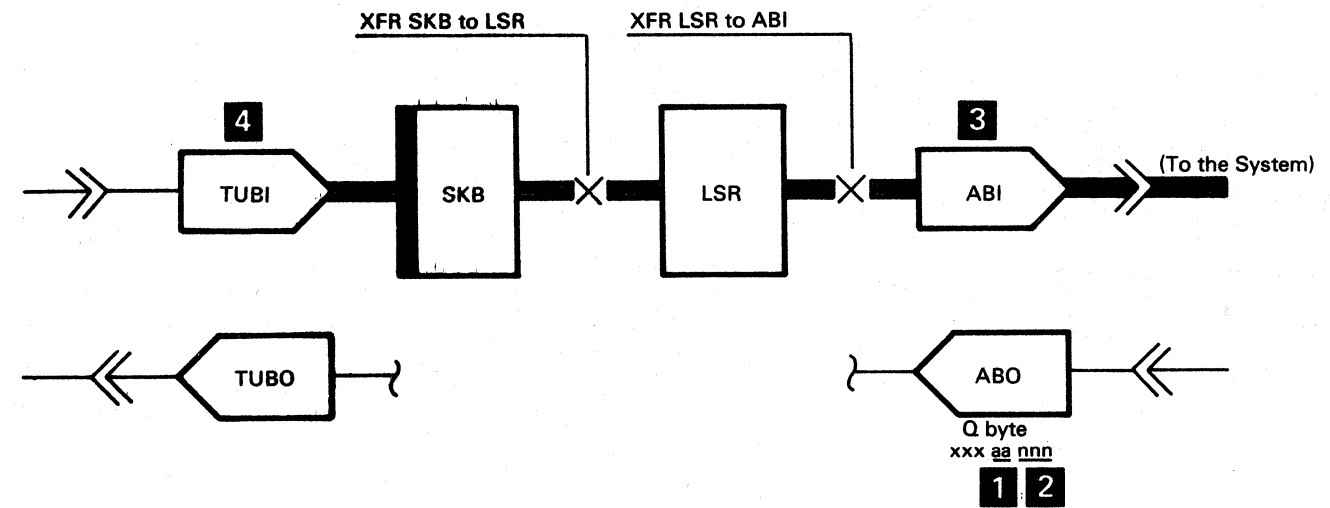 XFR SKB to LSR
XFR LSR to ABI
4
3
TUBI
SKB
LSR
ABI
(To the System)
TUBO
ABO
Q byte
xxx aa nnn
1 2